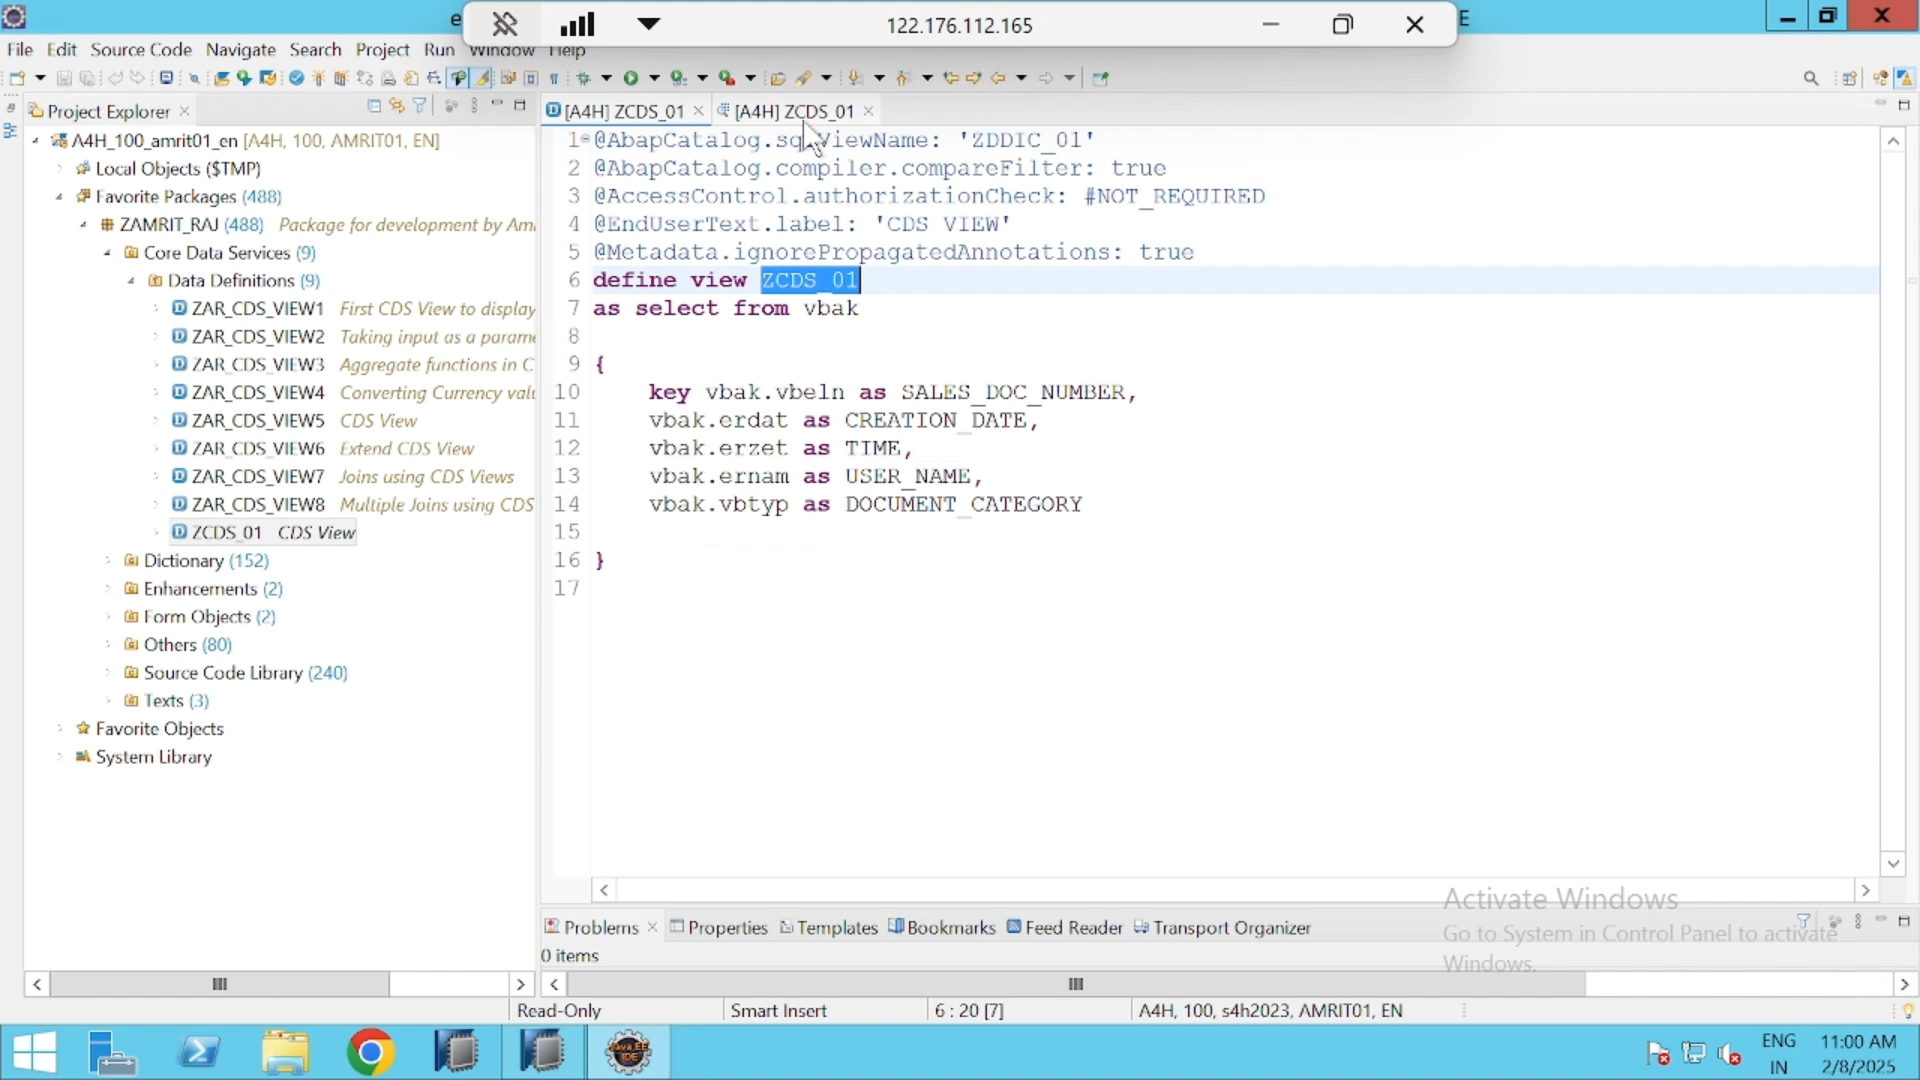 122.176.112.165
e
E
File Edit Source Code Navigate Search Project Run Window Help
Project Explorer
[A4H] ZCDS_01
[A4H] ZCDS_01
A4H_100_amrit01_en [A4H, 100, AMRIT01, EN]
Local Objects ($TMP)
Favorite Packages (488)
ZAMRIT_RAJ (488) Package for development by Am
Core Data Services (9)
Data Definitions (9)
ZAR_CDS_VIEW1 First CDS View to display
ZAR_CDS_VIEW2 Taking input as a parame
ZAR_CDS_VIEW3 Aggregate functions in C
ZAR_CDS_VIEW4 Converting Currency valu
ZAR_CDS_VIEW5 CDS View
ZAR_CDS_VIEW6 Extend CDS View
ZAR_CDS_VIEW7 Joins using CDS Views
ZAR_CDS_VIEW8 Multiple Joins using CDS
ZCDS_01 CDS View
Dictionary (152)
Enhancements (2)
Form Objects (2)
Others (80)
Source Code Library (240)
Texts (3)
Favorite Objects
System Library
1 @AbapCatalog.sqlViewName: 'ZDDIC_01'
2 @AbapCatalog.compiler.compareFilter: true
3 @AccessControl.authorizationCheck: #NOT_REQUIRED
4 @EndUserText.label: 'CDS VIEW'
5 @Metadata.ignorePropagatedAnnotations: true
6 define view ZCDS_01
7 as select from vbak
8
9 {
10 key vbak.vbeln as SALES_DOC_NUMBER,
11 vbak.erdat as CREATION_DATE,
12 vbak.erzet as TIME,
13 vbak.ernam as USER_NAME,
14 vbak.vbtyp as DOCUMENT_CATEGORY
15
16 }
17
Problems Properties Templates Bookmarks Feed Reader Transport Organizer
0 items
Activate Windows
Go to System in Control Panel to activate
Windows.
Read-Only Smart Insert 6 : 20 [7] A4H, 100, s4h2023, AMRIT01, EN
Java EE
IDE
ENG
IN
11:00 AM
2/8/2025